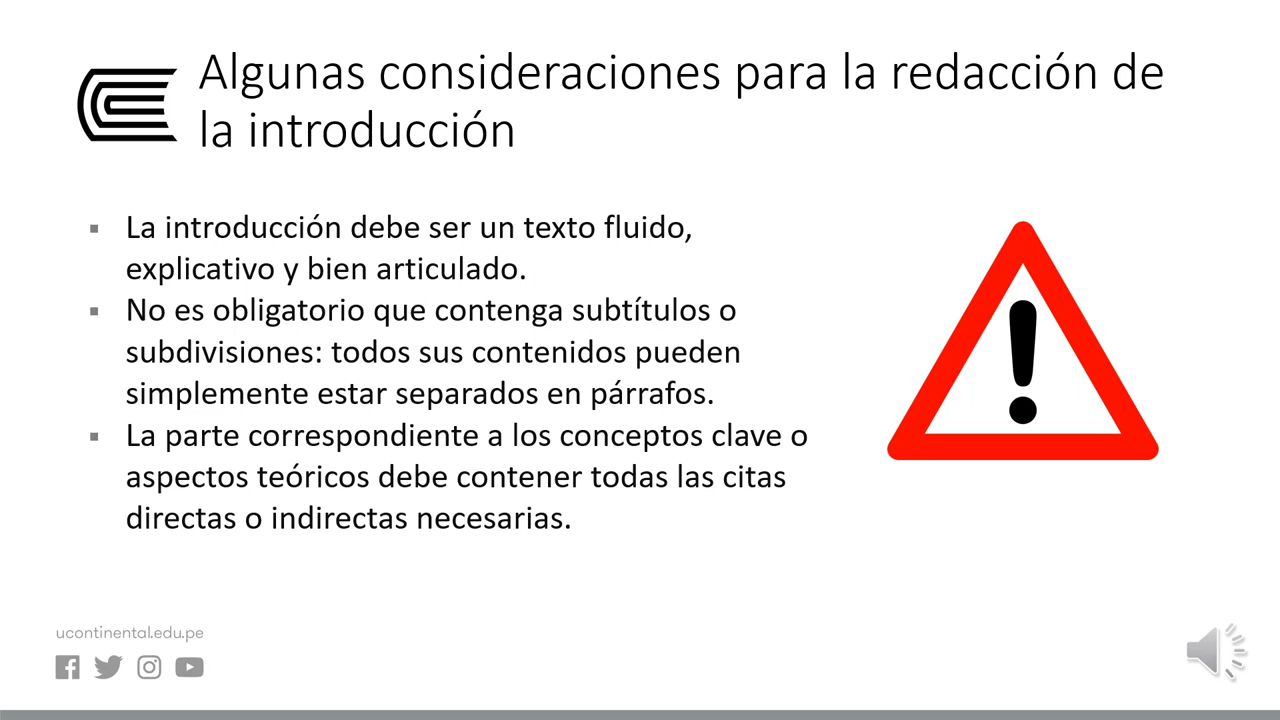 Algunas consideraciones para la redacción de
la introducción
▪ La introducción debe ser un texto fluido,
explicativo y bien articulado.
▪ No es obligatorio que contenga subtítulos o
subdivisiones: todos sus contenidos pueden
simplemente estar separados en párrafos.
▪ La parte correspondiente a los conceptos clave o
aspectos teóricos debe contener todas las citas
directas o indirectas necesarias.
ucontinental.edu.pe